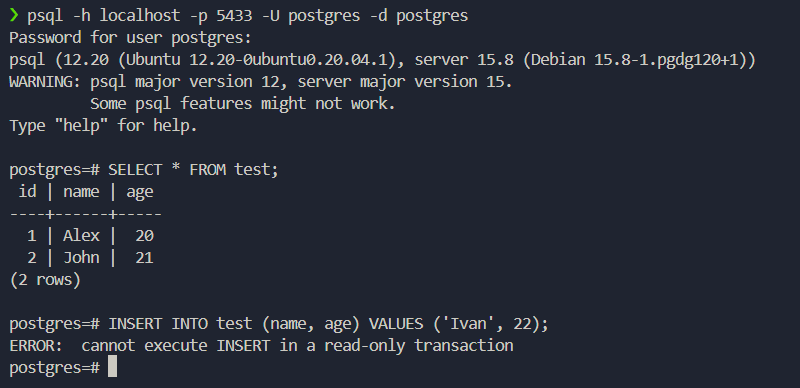 ❯ psql -h localhost -p 5433 -U postgres -d postgres
Password for user postgres:
psql (12.20 (Ubuntu 12.20-0ubuntu0.20.04.1), server 15.8 (Debian 15.8-1.pgdg120+1))
WARNING: psql major version 12, server major version 15.
         Some psql features might not work.
Type "help" for help.

postgres=# SELECT * FROM test;
 id | name | age
----+------+-----
  1 | Alex |  20
  2 | John |  21
(2 rows)

postgres=# INSERT INTO test (name, age) VALUES ('Ivan', 22);
ERROR:  cannot execute INSERT in a read-only transaction
postgres=#